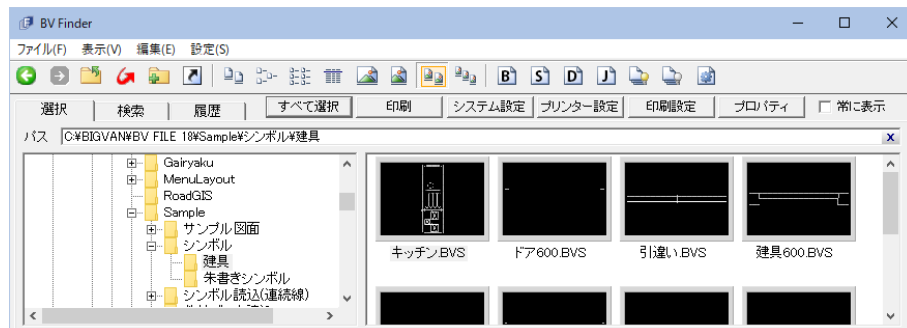 BV Finder
ファイル(F) 表示(V) 編集(E) 設定(S)
B S D J
選択 検索 履歴 すべて選択 印刷 システム設定 プリンター設定 印刷設定 プロパティ 常に表示
パス C:¥BIGVAN¥BV FILE 18¥Sample¥シンボル¥建具 x
Gairyaku
MenuLayout
RoadGIS
Sample
サンプル図面
シンボル
建具
朱書きシンボル
シンボル読込(連続線)
キッチン.BVS ドア600.BVS 引違い.BVS 建具600.BVS